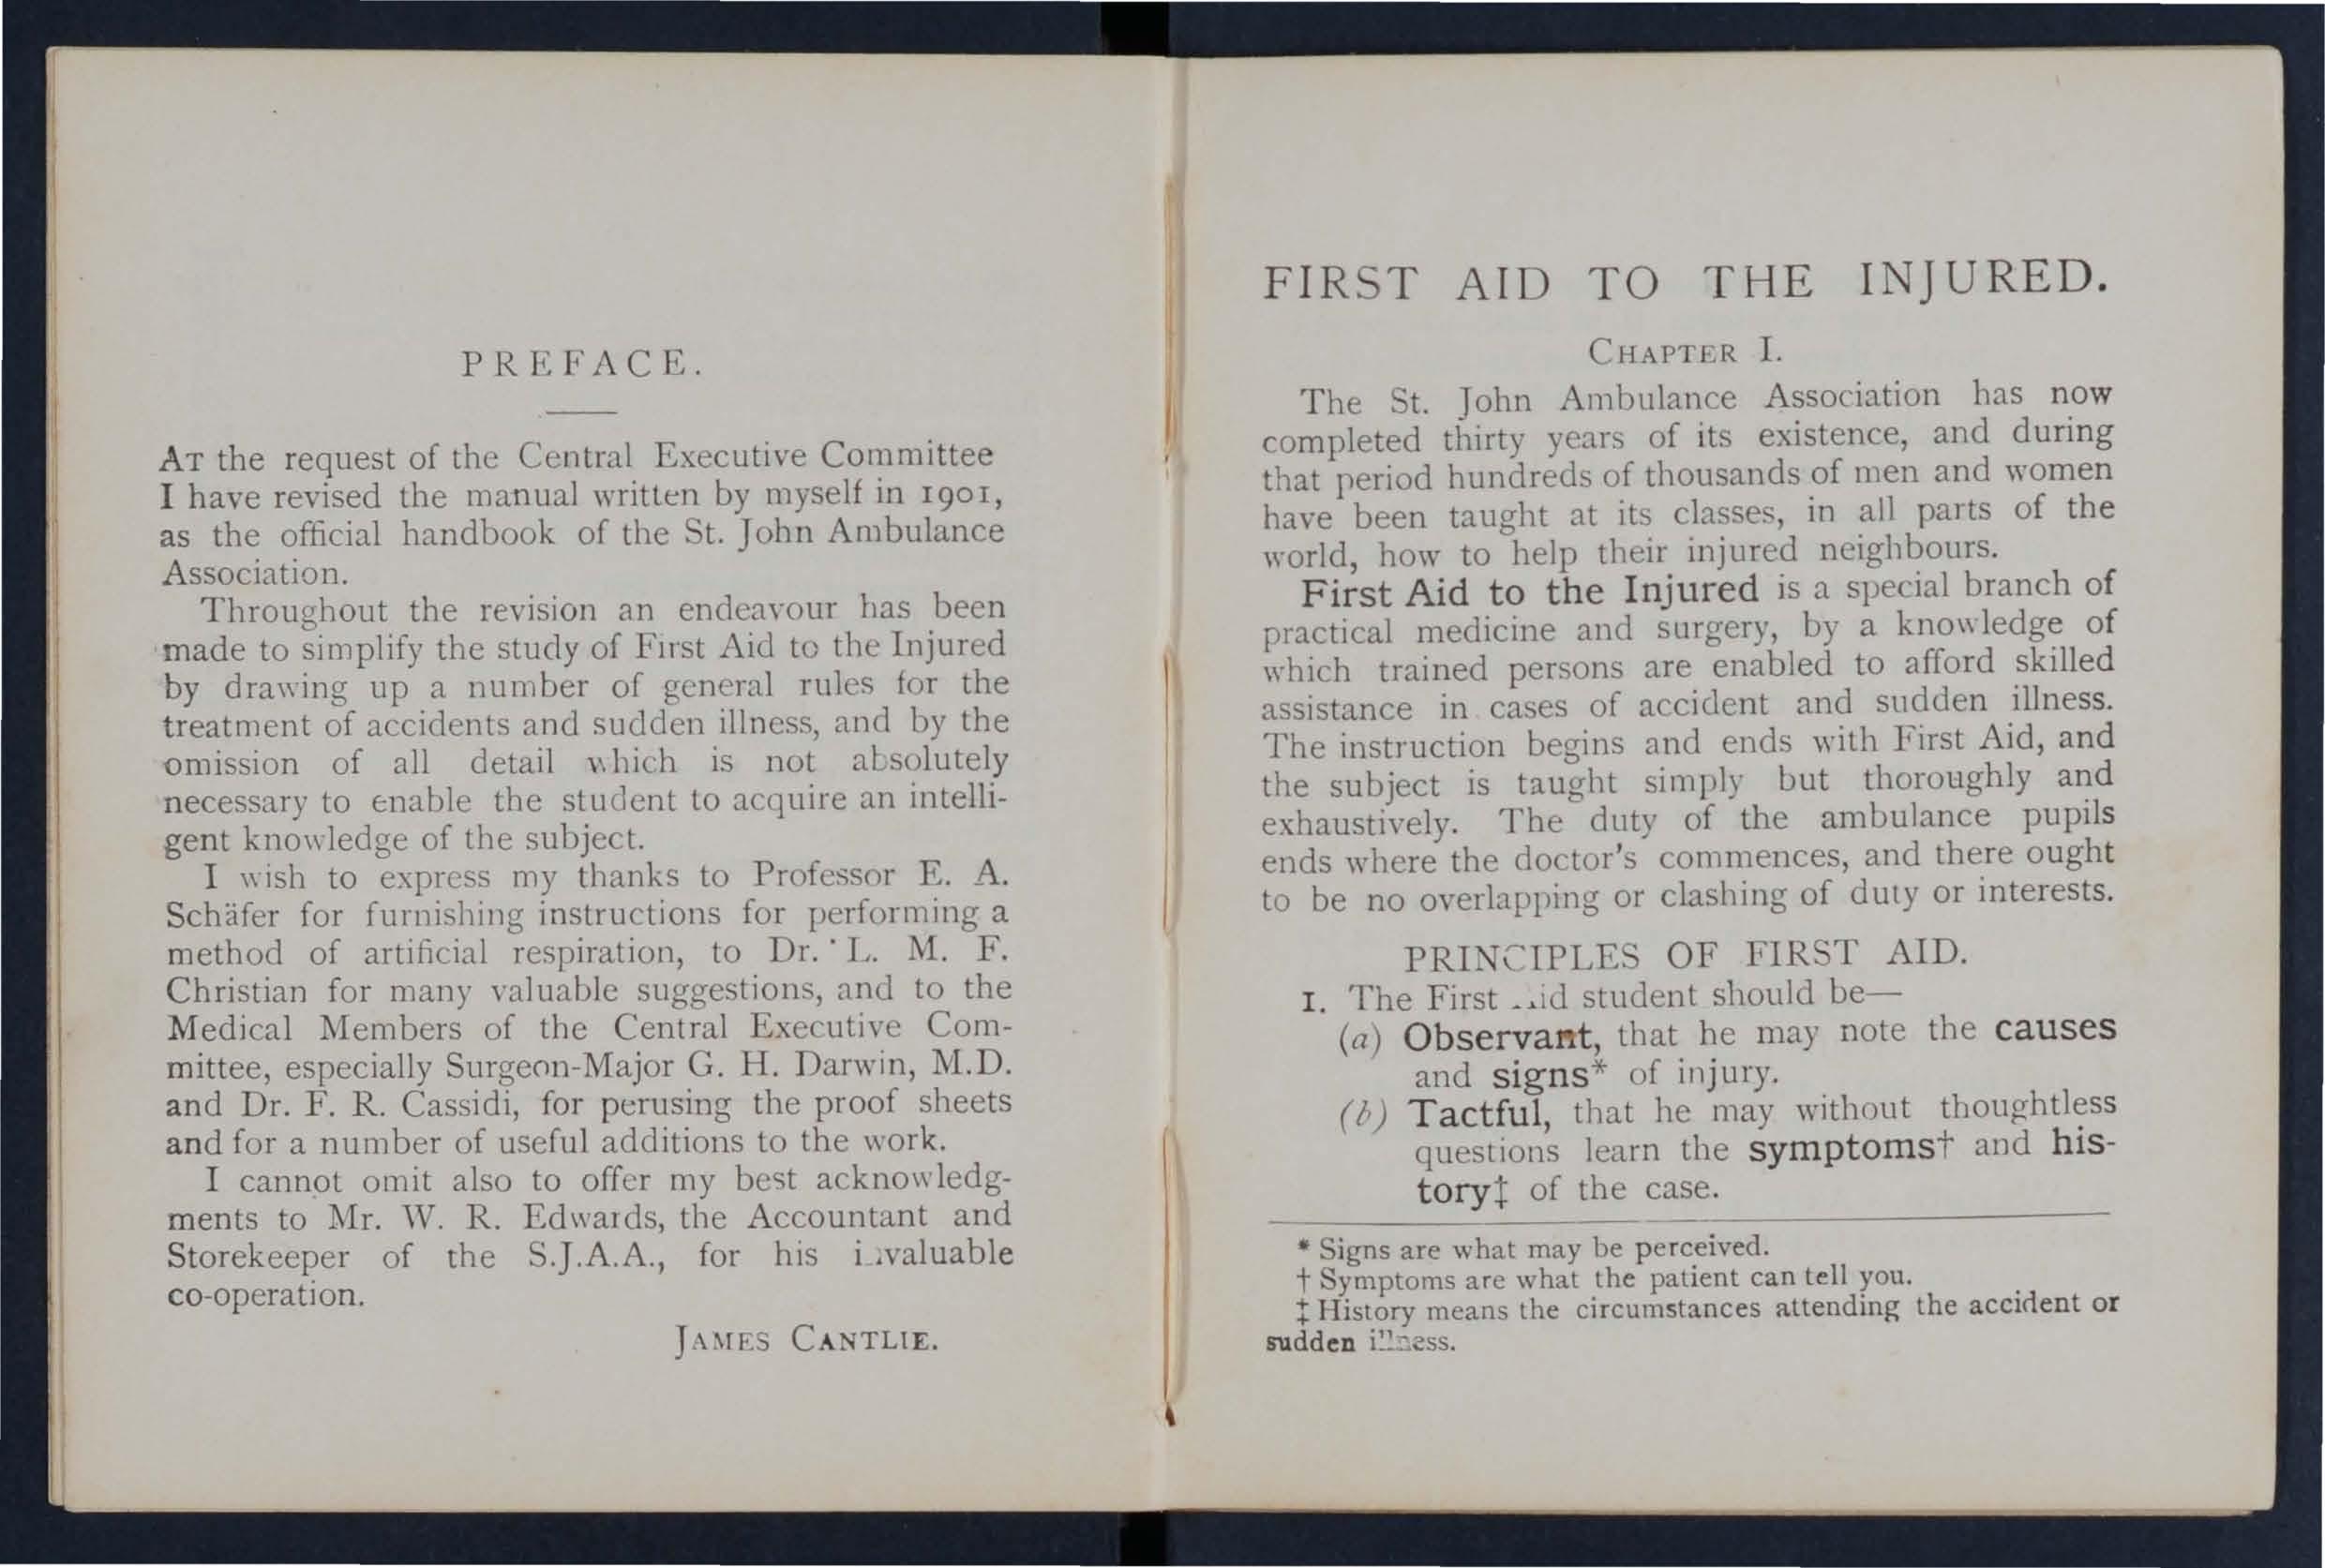 PREFACE.
AT the request of the Central Executive Committee
I have revised the manual written by myself in 1901,
as the official handbook of the St. John Ambulance
Association.
Throughout the revision an endeavour has been
made to simplify the study of First Aid to the Injured
by drawing up a number of general rules for the
treatment of accidents and sudden illness, and by the
omission of all detail which is not absolutely
necessary to enable the student to acquire an intelli-
gent knowledge of the subject.
I wish to express my thanks to Professor E. A.
Schäfer for furnishing instructions for performing a
method of artificial respiration, to Dr. L. M. F.
Christian for many valuable suggestions, and to the
Medical Members of the Central Executive Com-
mittee, especially Surgeon-Major G. H. Darwin, M.D.
and Dr. F. R. Cassidi, for perusing the proof sheets
and for a number of useful additions to the work.
I cannot omit also to offer my best acknowledg-
ments to Mr. W. R. Edwards, the Accountant and
Storekeeper of the S.J.A.A., for his invaluable
co-operation.
JAMES CANTLIE.
FIRST AID TO THE INJURED.
CHAPTER I.
The St. John Ambulance Association has now
completed thirty years of its existence, and during
that period hundreds of thousands of men and women
have been taught at its classes, in all parts of the
world, how to help their injured neighbours.
First Aid to the Injured is a special branch of
practical medicine and surgery, by a knowledge of
which trained persons are enabled to afford skilled
assistance in cases of accident and sudden illness.
The instruction begins and ends with First Aid, and
the subject is taught simply but thoroughly and
exhaustively. The duty of the ambulance pupils
ends where the doctor's commences, and there ought
to be no overlapping or clashing of duty or interests.
PRINCIPLES OF FIRST AID.
1. The First Aid student should be—
(a) Observant, that he may note the causes
and signs* of injury.
(b) Tactful, that he may without thoughtless
questions learn the symptoms† and his-
tory‡ of the case.
* Signs are what may be perceived.
† Symptoms are what the patient can tell you.
‡ History means the circumstances attending the accident or
sudden illness.